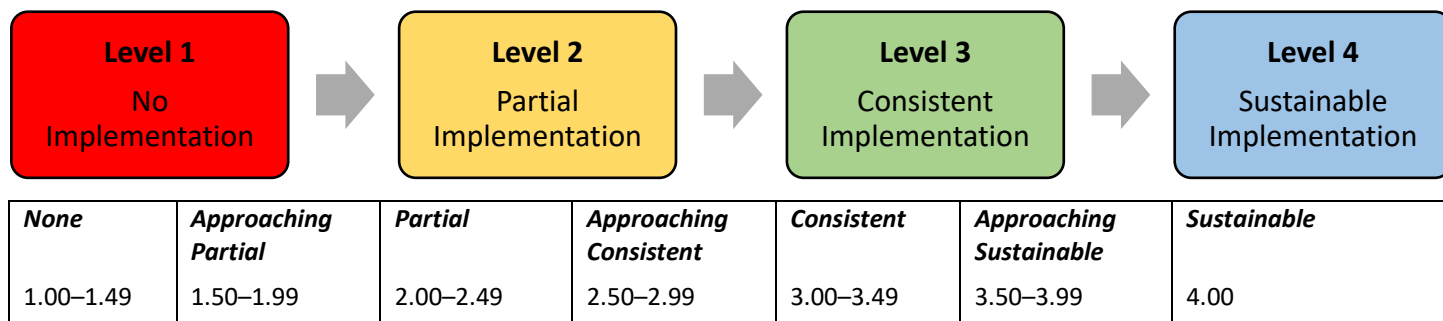 Level 1
No
Implementation
Level 2
Partial
Implementation
Level 3
Consistent
Implementation
Level 4
Sustainable
Implementation
None
Approaching
Partial
Partial
Approaching
Consistent
Consistent
Approaching
Sustainable
Sustainable
1.00–1.49
1.50–1.99
2.00–2.49
2.50–2.99
3.00–3.49
3.50–3.99
4.00